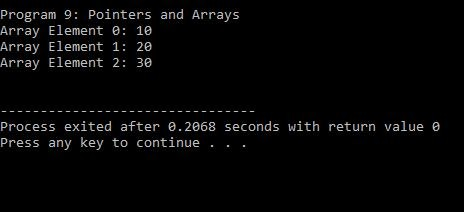 Program 9: Pointers and Arrays
Array Element 0: 10
Array Element 1: 20
Array Element 2: 30
--------------------------------
Process exited after 0.2068 seconds with return value 0
Press any key to continue . . .